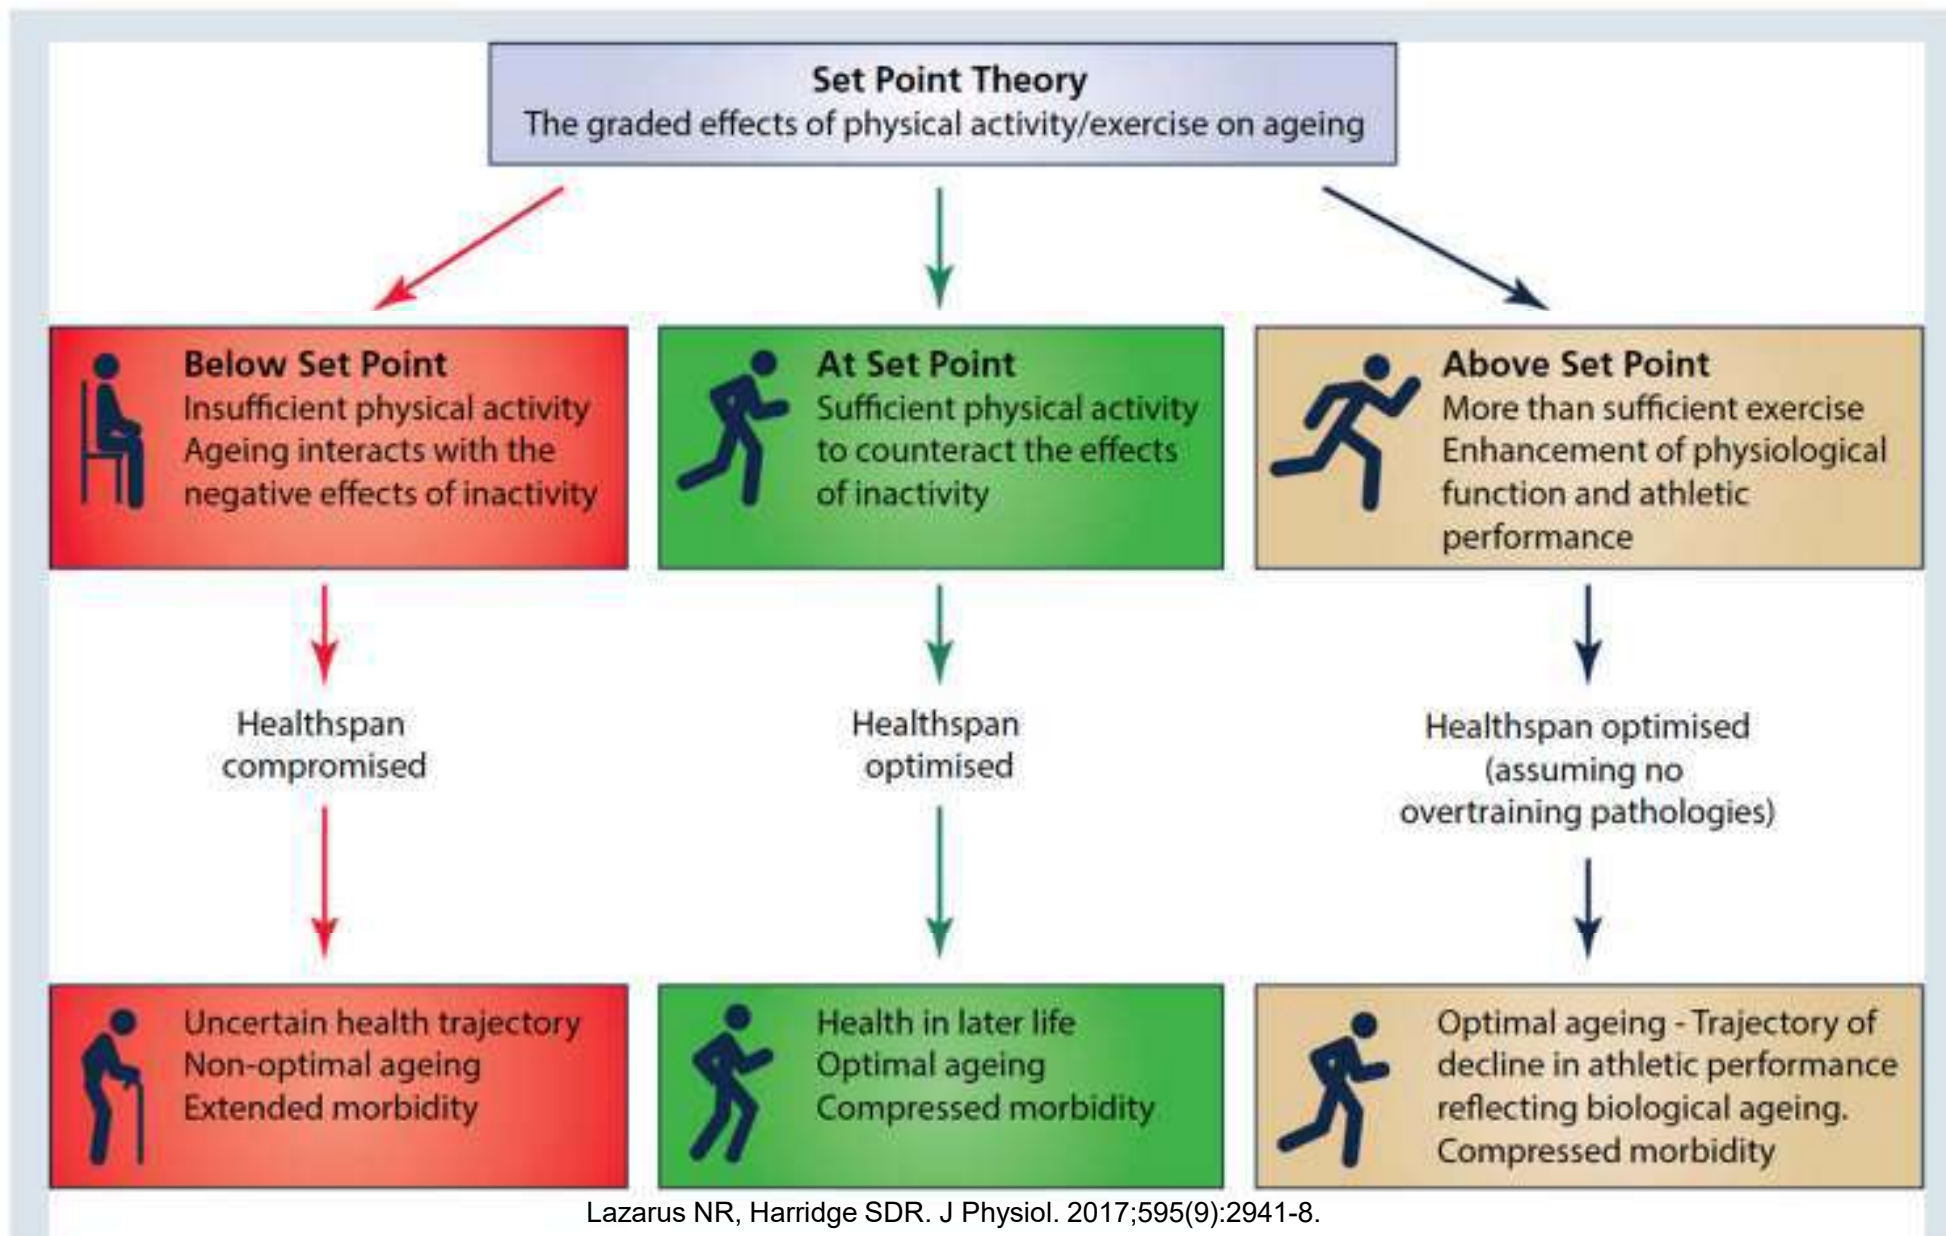 Set Point Theory
The graded effects of physical activity/exercise on ageing
Below Set Point
Insufficient physical activity
Ageing interacts with the
negative effects of inactivity
At Set Point
Sufficient physical activity
to counteract the effects
of inactivity
Above Set Point
More than sufficient exercise
Enhancement of physiological
function and athletic
performance
Healthspan
compromised
Healthspan
optimised
Healthspan optimised
(assuming no
overtraining pathologies)
Uncertain health trajectory
Non-optimal ageing
Extended morbidity
Health in later life
Optimal ageing
Compressed morbidity
Optimal ageing - Trajectory of
decline in athletic performance
reflecting biological ageing.
Compressed morbidity
Lazarus NR, Harridge SDR. J Physiol. 2017;595(9):2941-8.